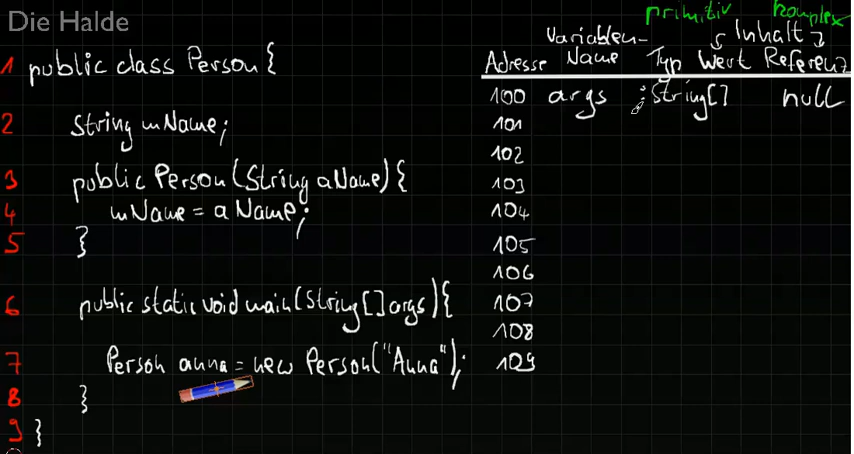 Die Halde
1 public class Person {
2 String mName;
3 public Person (String aName) {
4 mName = aName;
5 }
6 public static void main (String[] args) {
7 Person anna = new Person ("Anna");
8 }
9 }
primitiv komplex
Variablen- Inhalt
Adresse Name Typ Wert Referenz
100 args : String[] null
101
102
103
104
105
106
107
108
109